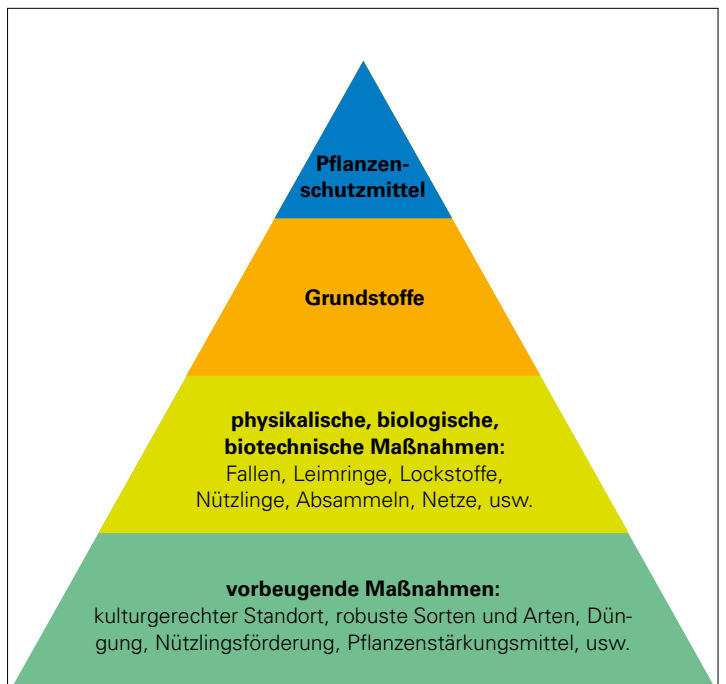 Pflanzen-
schutzmittel
Grundstoffe
physikalische, biologische,
biotechnische Maßnahmen:
Fallen, Leimringe, Lockstoffe,
Nützlinge, Absammeln, Netze, usw.
vorbeugende Maßnahmen:
kulturgerechter Standort, robuste Sorten und Arten, Dün-
gung, Nützlingsförderung, Pflanzenstärkungsmittel, usw.